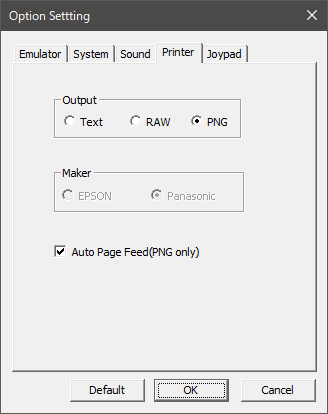 Option Settting
Emulator System Sound Printer Joypad
Output
Text RAW PNG
Maker
EPSON Panasonic
Auto Page Feed(PNG only)
Default OK Cancel